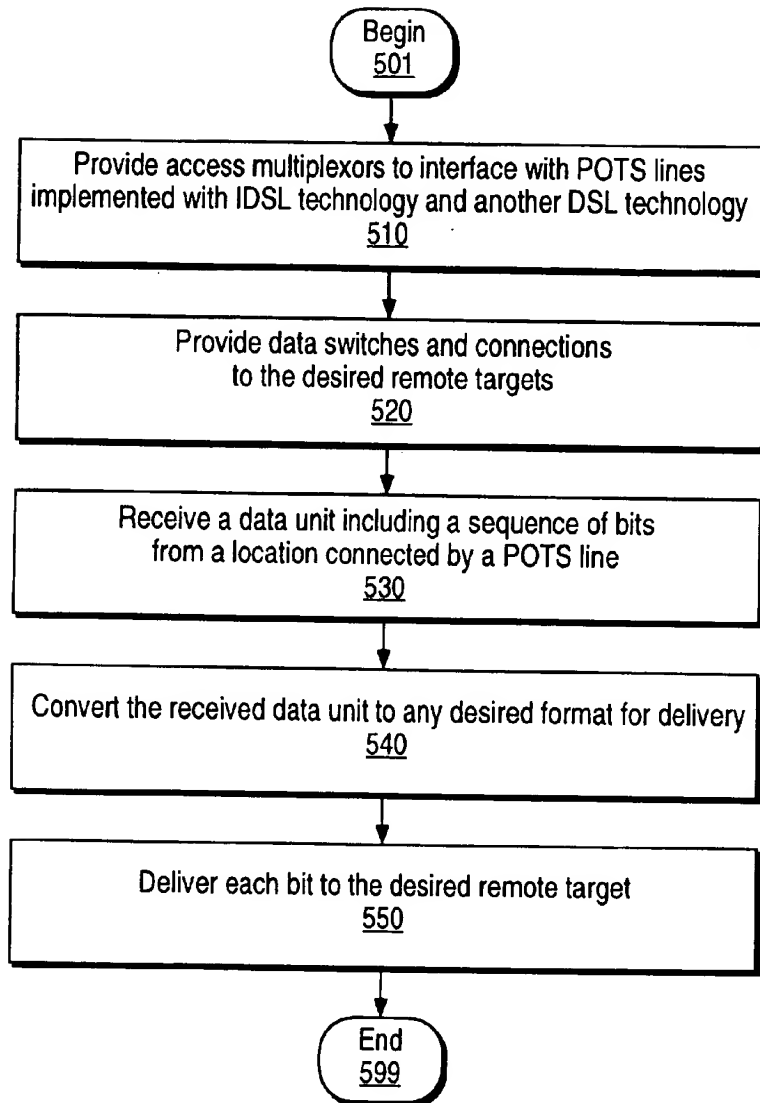 Begin
501
Provide access multiplexors to interface with POTS lines
implemented with IDSL technology and another DSL technology
510
Provide data switches and connections
to the desired remote targets
520
Receive a data unit including a sequence of bits
from a location connected by a POTS line
530
Convert the received data unit to any desired format for delivery
540
Deliver each bit to the desired remote target
550
End
599